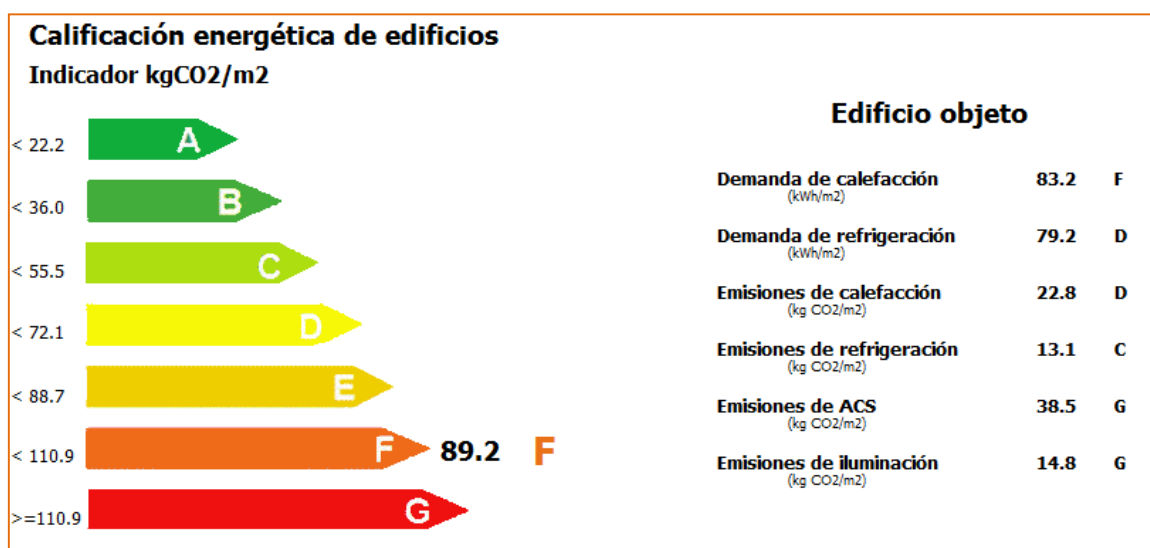 Calificación energética de edificios
Indicador kgCO2/m2
< 22.2 A
< 36.0 B
< 55.5 C
< 72.1 D
< 88.7 E
< 110.9 F 89.2 F
>=110.9 G
Edificio objeto
Demanda de calefacción 83.2 F
(kWh/m2)
Demanda de refrigeración 79.2 D
(kWh/m2)
Emisiones de calefacción 22.8 D
(kg CO2/m2)
Emisiones de refrigeración 13.1 C
(kg CO2/m2)
Emisiones de ACS 38.5 G
(kg CO2/m2)
Emisiones de iluminación 14.8 G
(kg CO2/m2)